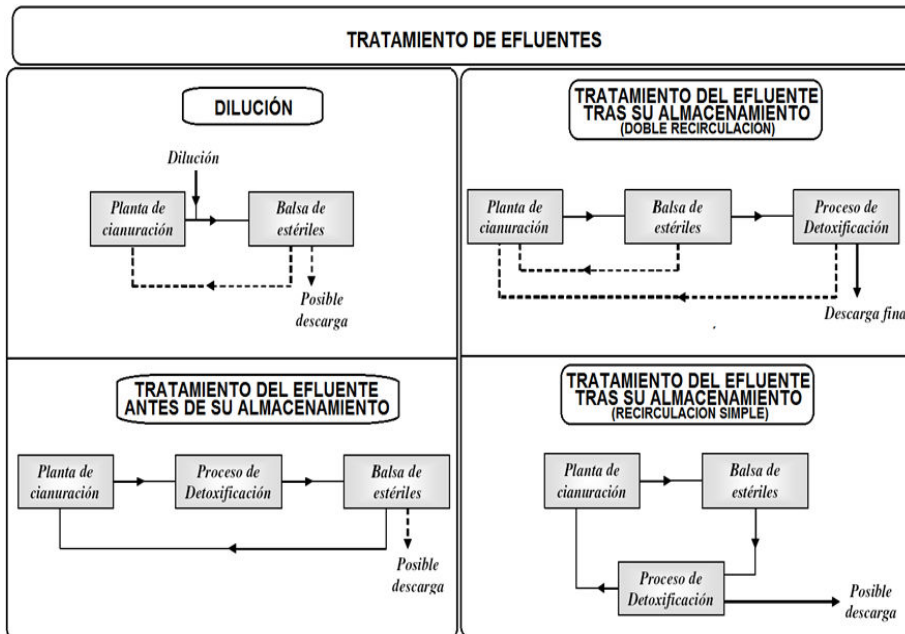 TRATAMIENTO DE EFLUENTES
DILUCIÓN
Dilución
Planta de
cianuración
Balsa de
estériles
Posible
descarga
TRATAMIENTO DEL EFLUENTE
TRAS SU ALMACENAMIENTO
(DOBLE RECIRCULACIÓN)
Planta de
cianuración
Balsa de
estériles
Proceso de
Detoxificación
Descarga fina
TRATAMIENTO DEL EFLUENTE
ANTES DE SU ALMACENAMIENTO
Planta de
cianuración
Proceso de
Detoxificación
Balsa de
estériles
Posible
descarga
TRATAMIENTO DEL EFLUENTE
TRAS SU ALMACENAMIENTO
(RECIRCULACIÓN SIMPLE)
Planta de
cianuración
Balsa de
estériles
Proceso de
Detoxificación
Posible
descarga